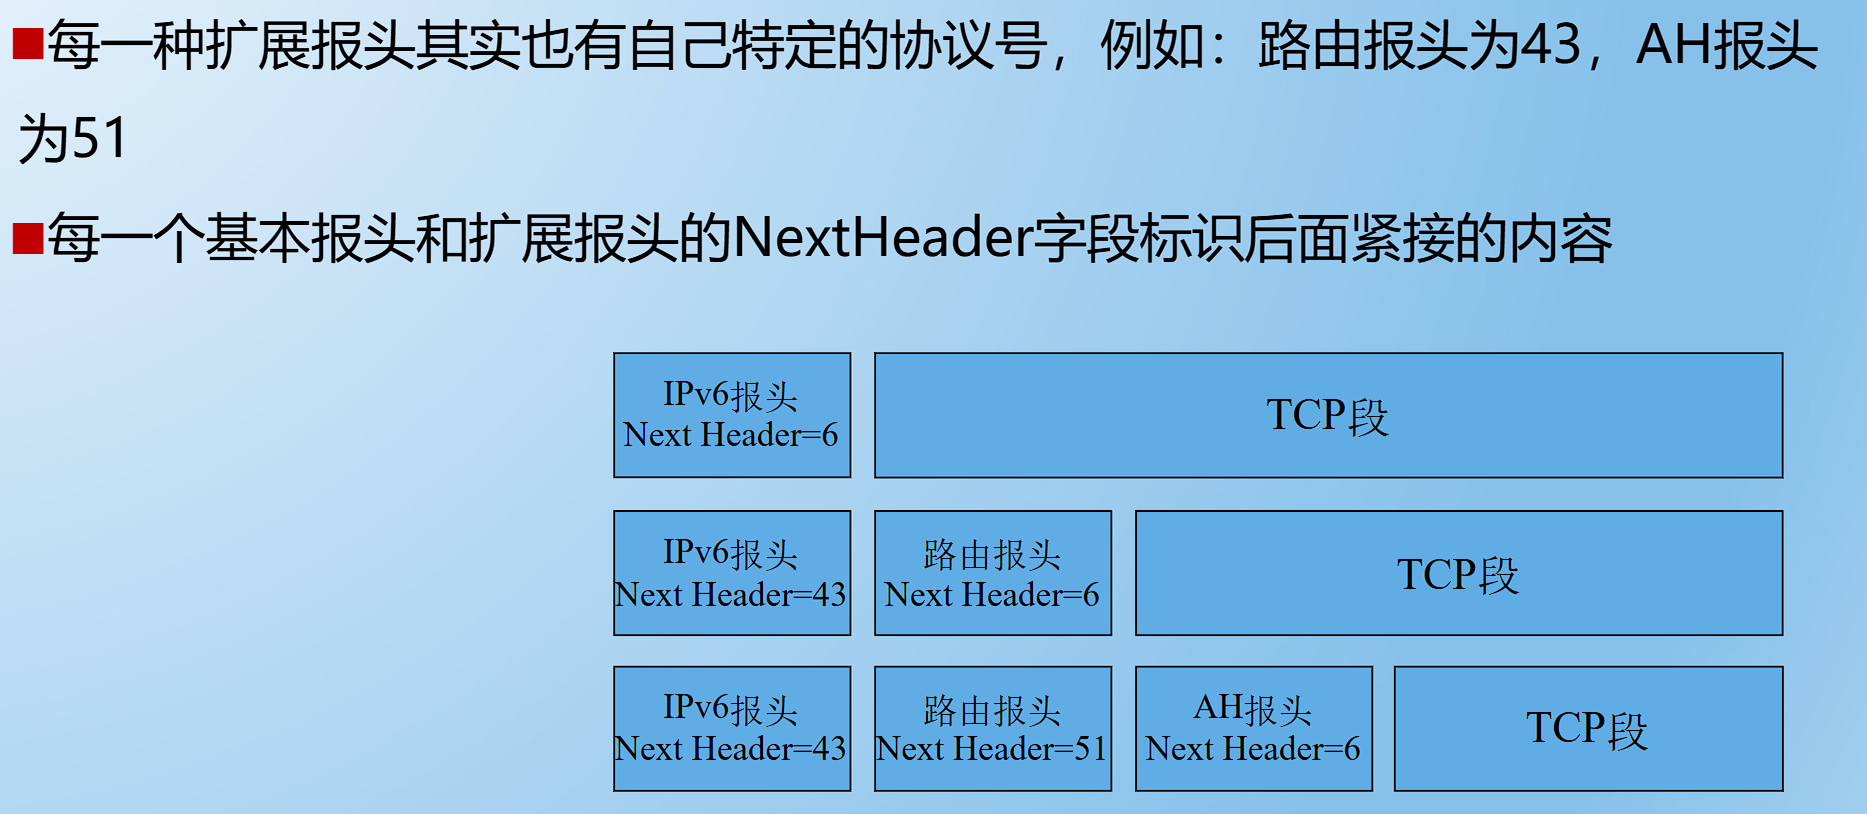 ■每一种扩展报头其实也有自己特定的协议号，例如：路由报头为43，AH报头
为51
■每一个基本报头和扩展报头的NextHeader字段标识后面紧接的内容
IPv6报头
Next Header=6
TCP段
IPv6报头
Next Header=43
路由报头
Next Header=6
TCP段
IPv6报头
Next Header=43
路由报头
Next Header=51
AH报头
Next Header=6
TCP段